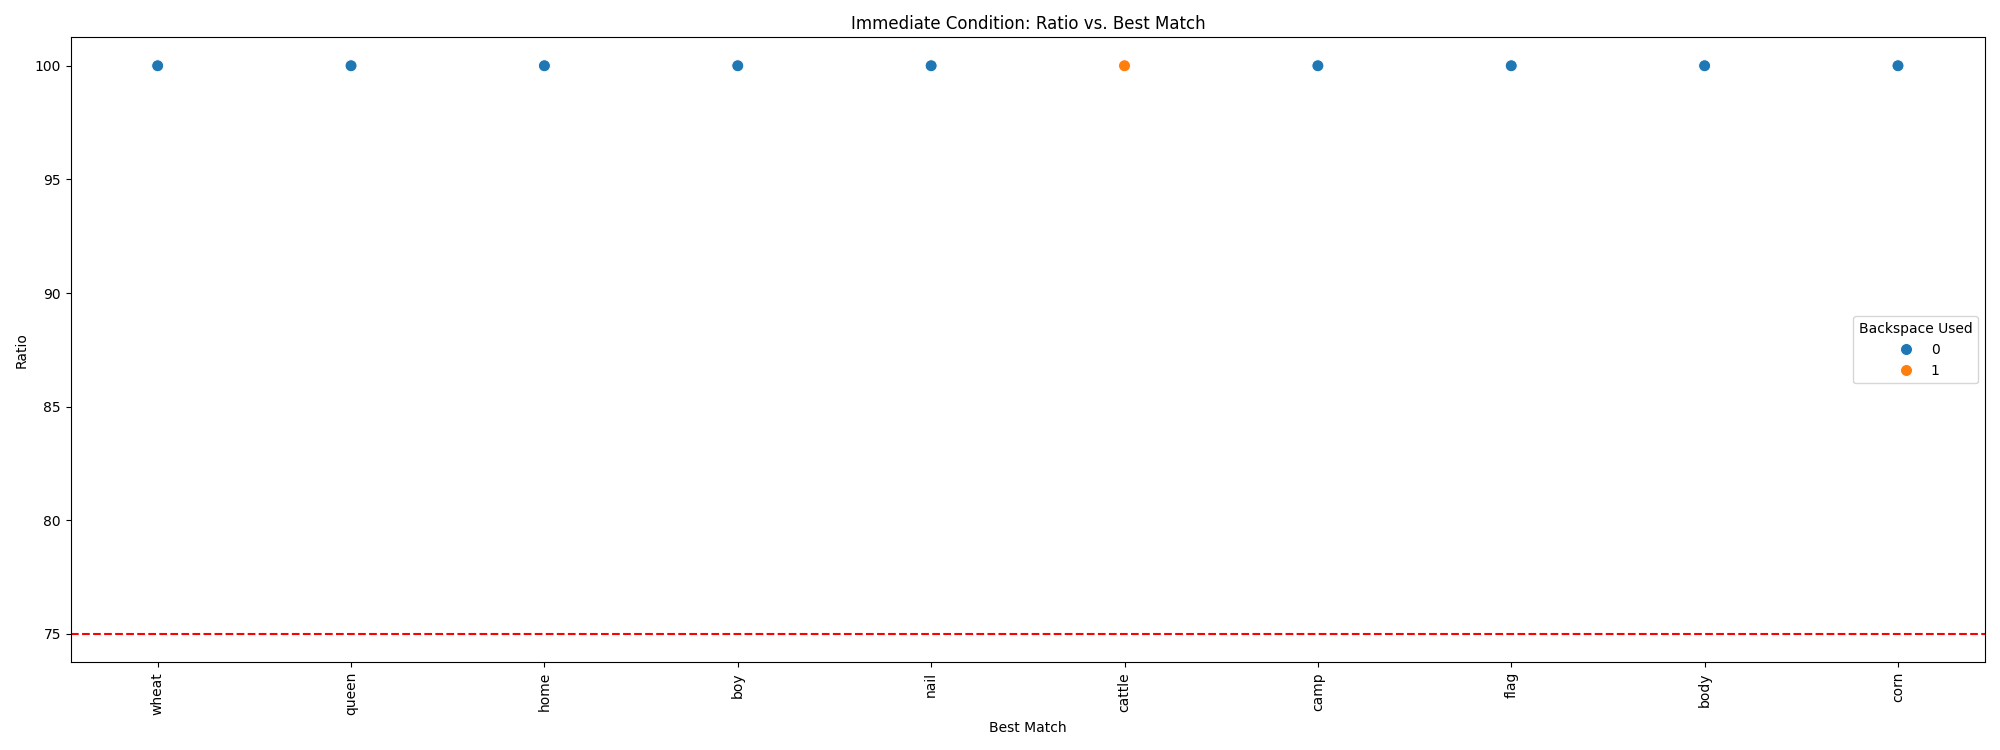 Immediate Condition: Ratio vs. Best Match
100
95
90
85
80
75
Ratio
Backspace Used
0
1
wheat
queen
home
boy
nail
cattle
camp
flag
body
corn
Best Match